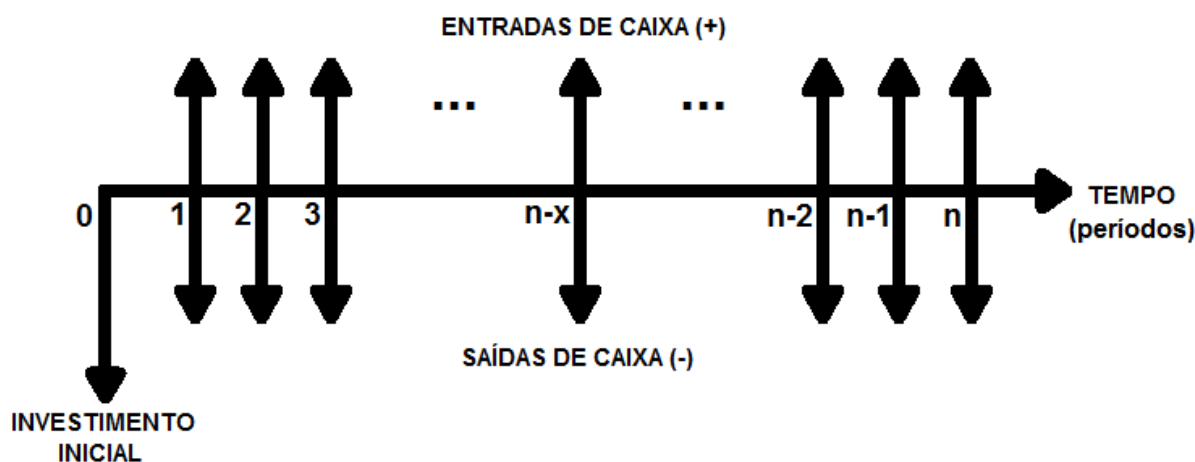 ENTRADAS DE CAIXA (+)
... ...
0 1 2 3 n-x n-2 n-1 n
TEMPO
(períodos)
SAÍDAS DE CAIXA (-)
INVESTIMENTO
INICIAL